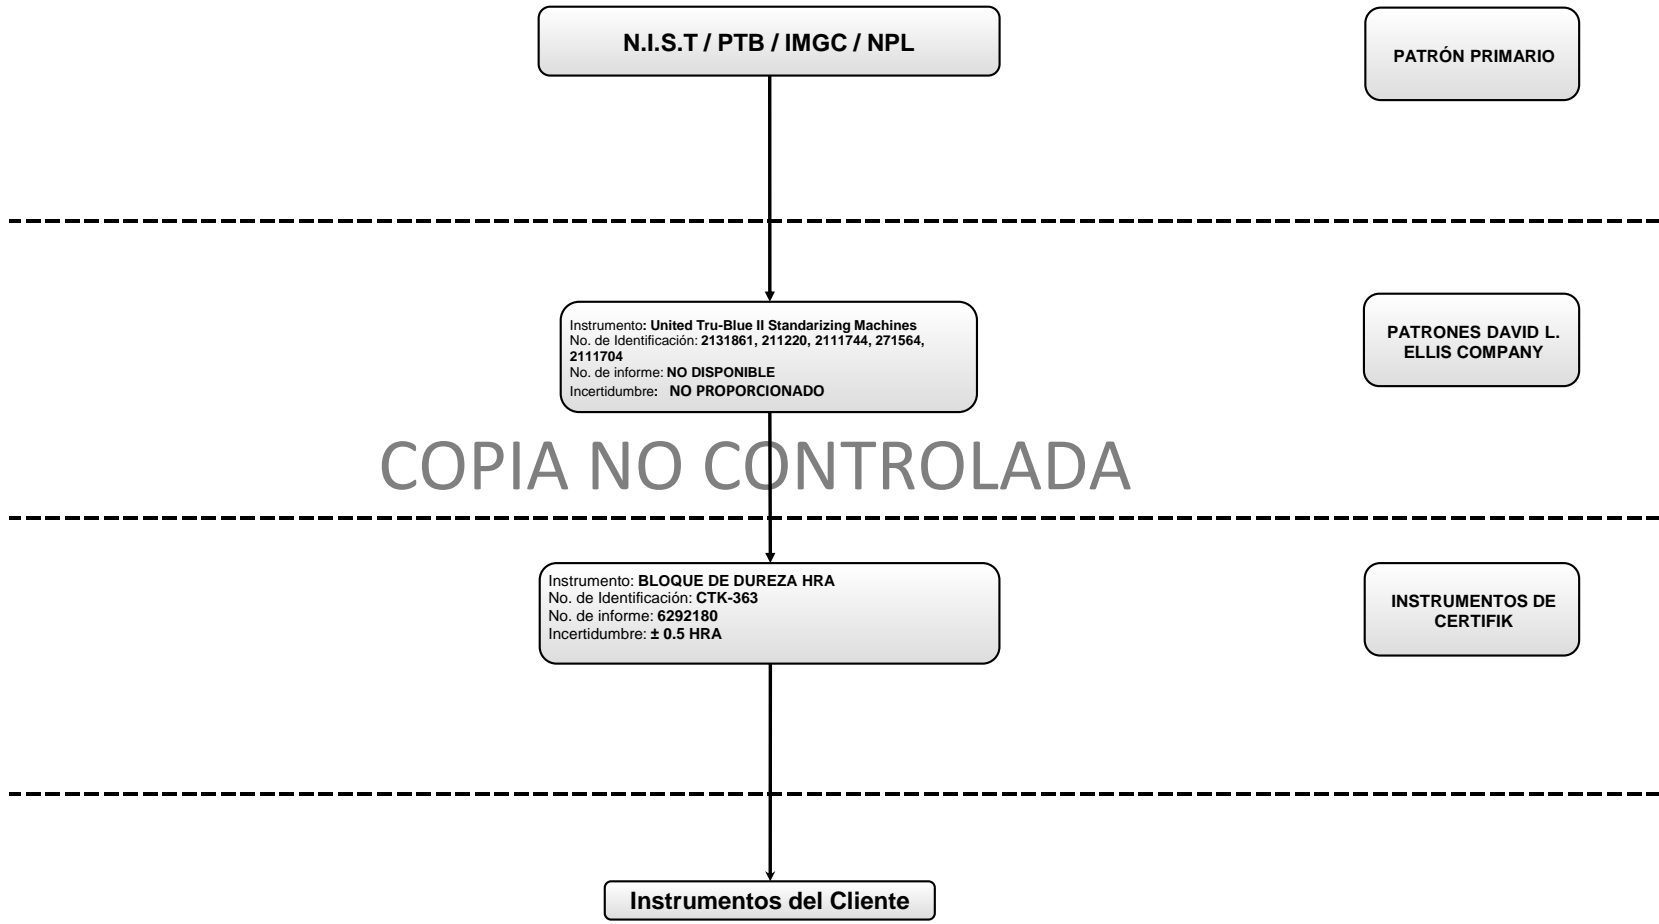 N.I.S.T / PTB / IMGC / NPL
PATRÓN PRIMARIO
Instrumento: United Tru-Blue II Standarizing Machines
No. de Identificación: 2131861, 211220, 2111744, 271564,
2111704
No. de informe: NO DISPONIBLE
Incertidumbre: NO PROPORCIONADO
PATRONES DAVID L.
ELLIS COMPANY
COPIA NO CONTROLADA
Instrumento: BLOQUE DE DUREZA HRA
No. de Identificación: CTK-363
No. de informe: 6292180
Incertidumbre: ± 0.5 HRA
INSTRUMENTOS DE
CERTIFIK
Instrumentos del Cliente